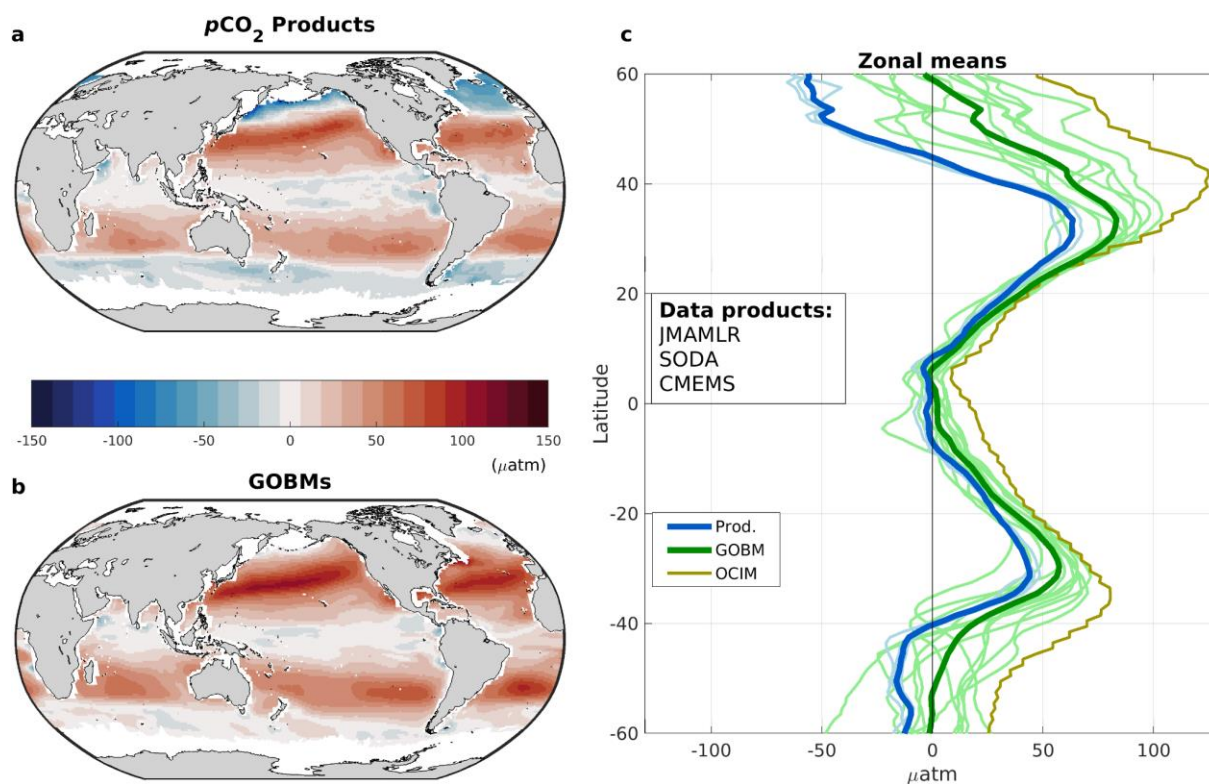 a
pCO2 Products
-150 -100 -50 0 50 100 150
(μatm)
b
GOBMs
c
Zonal means
60
40
20
0
-20
-40
-60
Latitude
Data products:
JMAMLR
SODA
CMEMS
Prod.
GOBM
OCIM
-100 -50 0 50 100
μatm